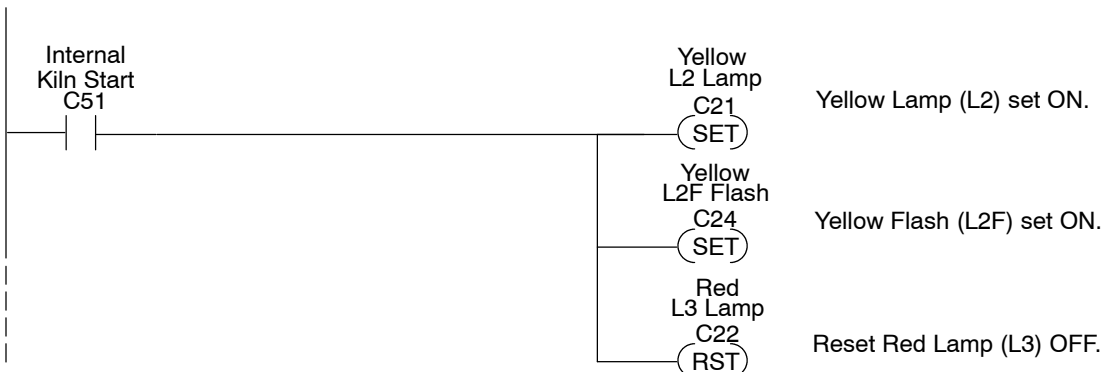 Internal
Kiln Start
C51
Yellow
L2 Lamp
C21
SET
Yellow Lamp (L2) set ON.
Yellow
L2F Flash
C24
SET
Yellow Flash (L2F) set ON.
Red
L3 Lamp
C22
RST
Reset Red Lamp (L3) OFF.